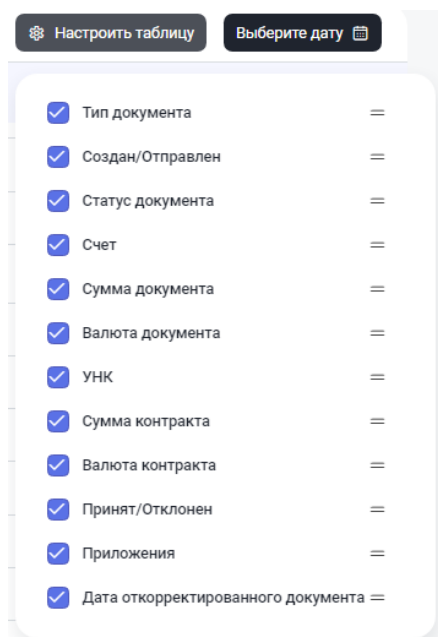 Настроить таблицу
Выберите дату
Тип документа
Создан/Отправлен
Статус документа
Счет
Сумма документа
Валюта документа
УНК
Сумма контракта
Валюта контракта
Принят/Отклонен
Приложения
Дата откорректированного документа